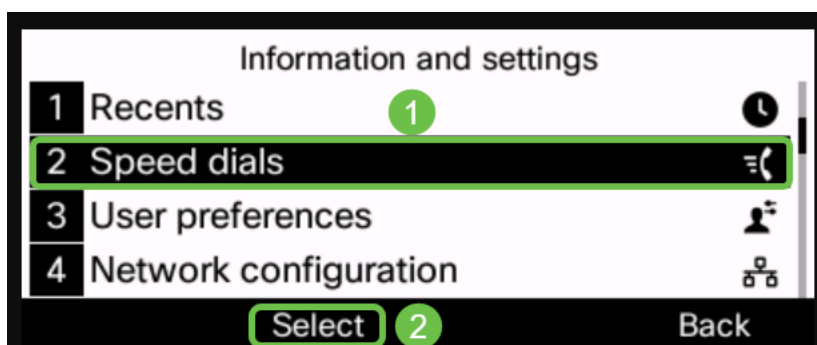 Information and settings
1 Recents 1
2 Speed dials
3 User preferences
4 Network configuration
Select 2 Back